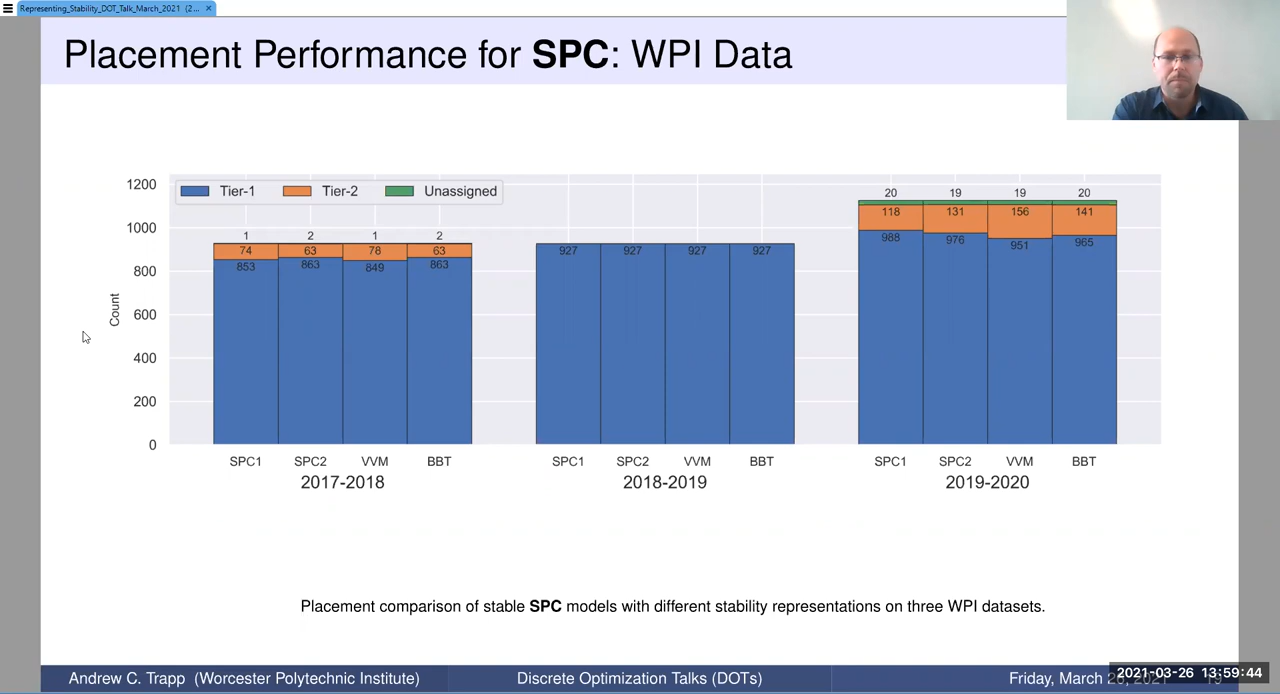 Representing_Stability_DOT_Talk_March_2021 (2...
Placement Performance for SPC: WPI Data
Tier-1 Tier-2 Unassigned
1200
1000
800
600
400
200
0
Count
1 2 1 2
74 63 78 63
853 863 849 863
927 927 927 927
20 19 19 20
118 131 156 141
988 976 951 965
SPC1 SPC2 VVM BBT SPC1 SPC2 VVM BBT SPC1 SPC2 VVM BBT
2017-2018 2018-2019 2019-2020
Placement comparison of stable SPC models with different stability representations on three WPI datasets.
Andrew C. Trapp (Worcester Polytechnic Institute) Discrete Optimization Talks (DOTs) Friday, March
2021-03-26 13:59:44